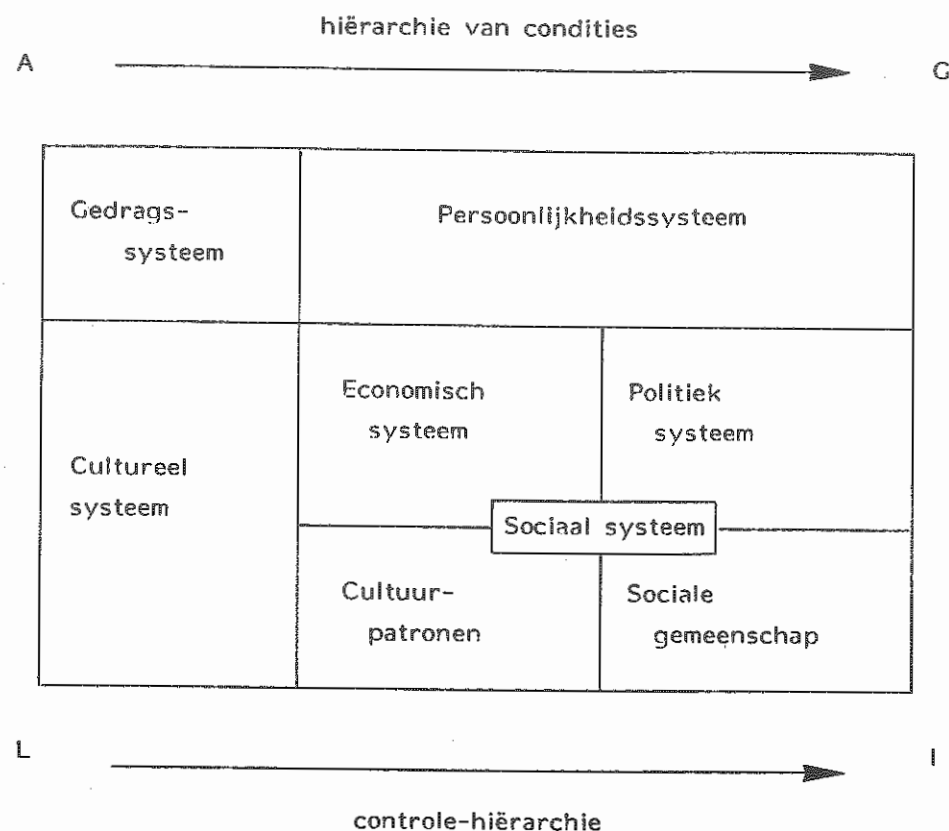 hiërarchie van condities
A
G
Gedrags-
systeem
Persoonlijkheidssysteem
Economisch
systeem
Politiek
systeem
Cultureel
systeem
Sociaal systeem
Cultuur-
patronen
Sociale
gemeenschap
L
I
controle-hiërarchie